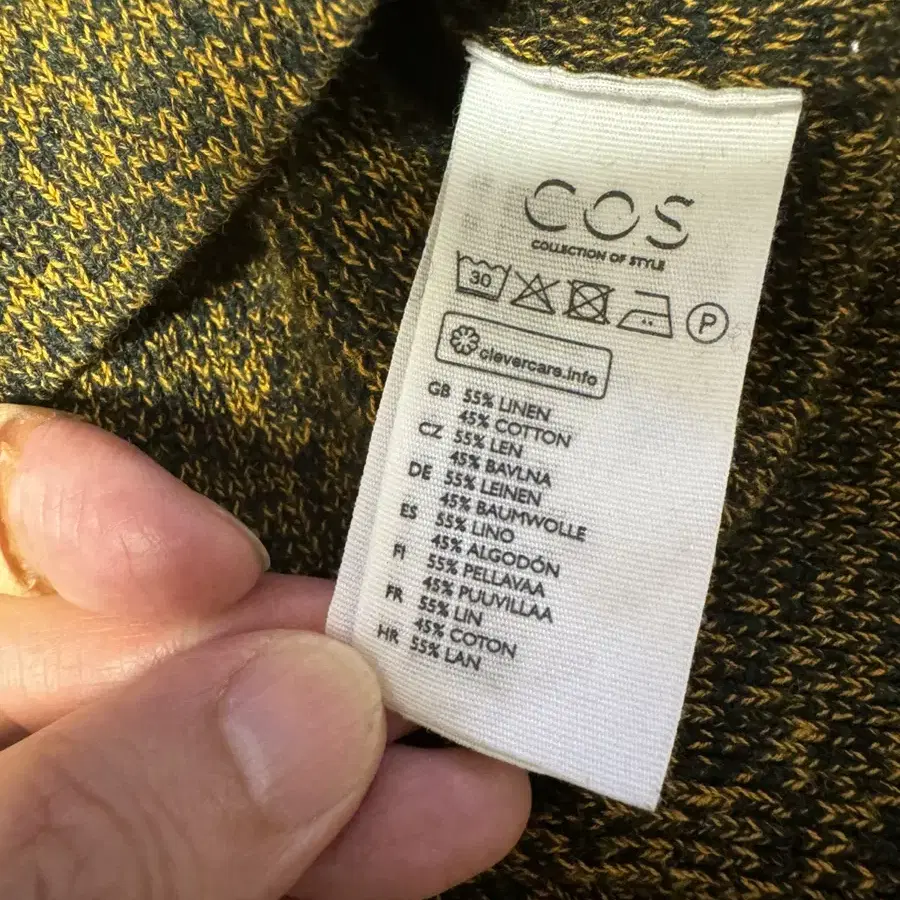 COS
COLLECTION OF STYLE
30
P
clevercare.info
GB 55% LINEN
45% COTTON
CZ 55% LEN
45% BAVLNA
DE 55% LEINEN
45% BAUMWOLLE
ES 55% LINO
45% ALGODÓN
FI 55% PELLAVAA
45% PUUVILLAA
FR 55% LIN
45% COTON
HR 55% LAN